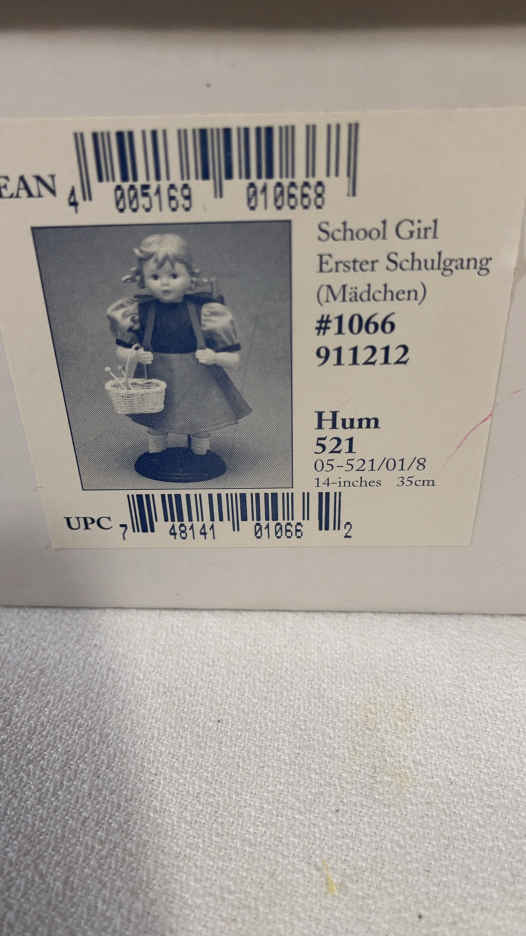 EAN 4 005169 010668
School Girl
Erster Schulgang
(Mädchen)
#1066
911212
Hum
521
05-521/01/8
14-inches 35cm
UPC 7 48141 01066 2